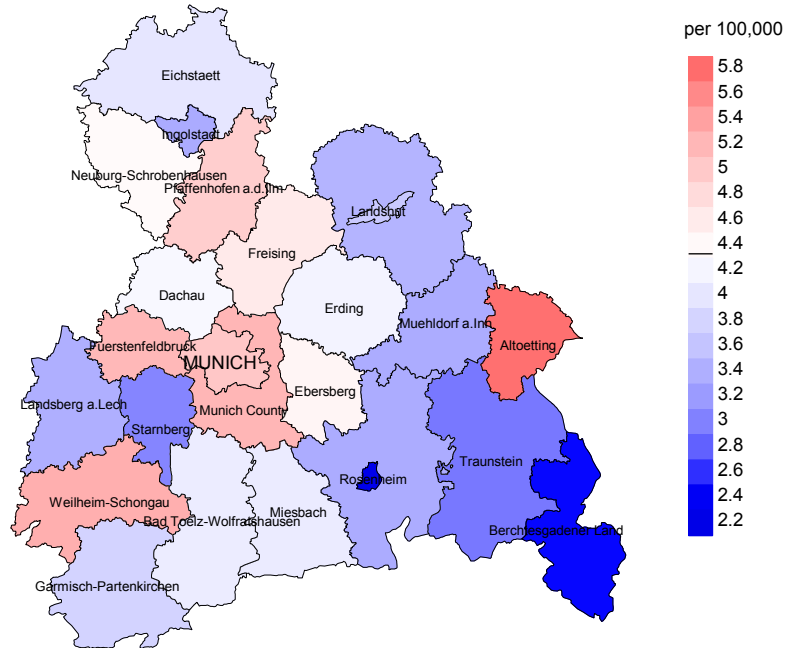 per 100,000
5.8
5.6
5.4
5.2
5
4.8
4.6
4.4
4.2
4
3.8
3.6
3.4
3.2
3
2.8
2.6
2.4
2.2
Eichstaett
Ingolstadt
Neuburg-Schrobenhausen
Pfaffenhofen a.d.Ilm
Landshut
Freising
Dachau
Erding
Muehldorf a.Inn
Altoetting
Fuerstenfeldbruck
MUNICH
Ebersberg
Landsberg a.Lech
Munich County
Starnberg
Traunstein
Rosenheim
Weilheim-Schongau
Miesbach
Bad Toelz-Wolfratshausen
Berchtesgadener Land
Garmisch-Partenkirchen